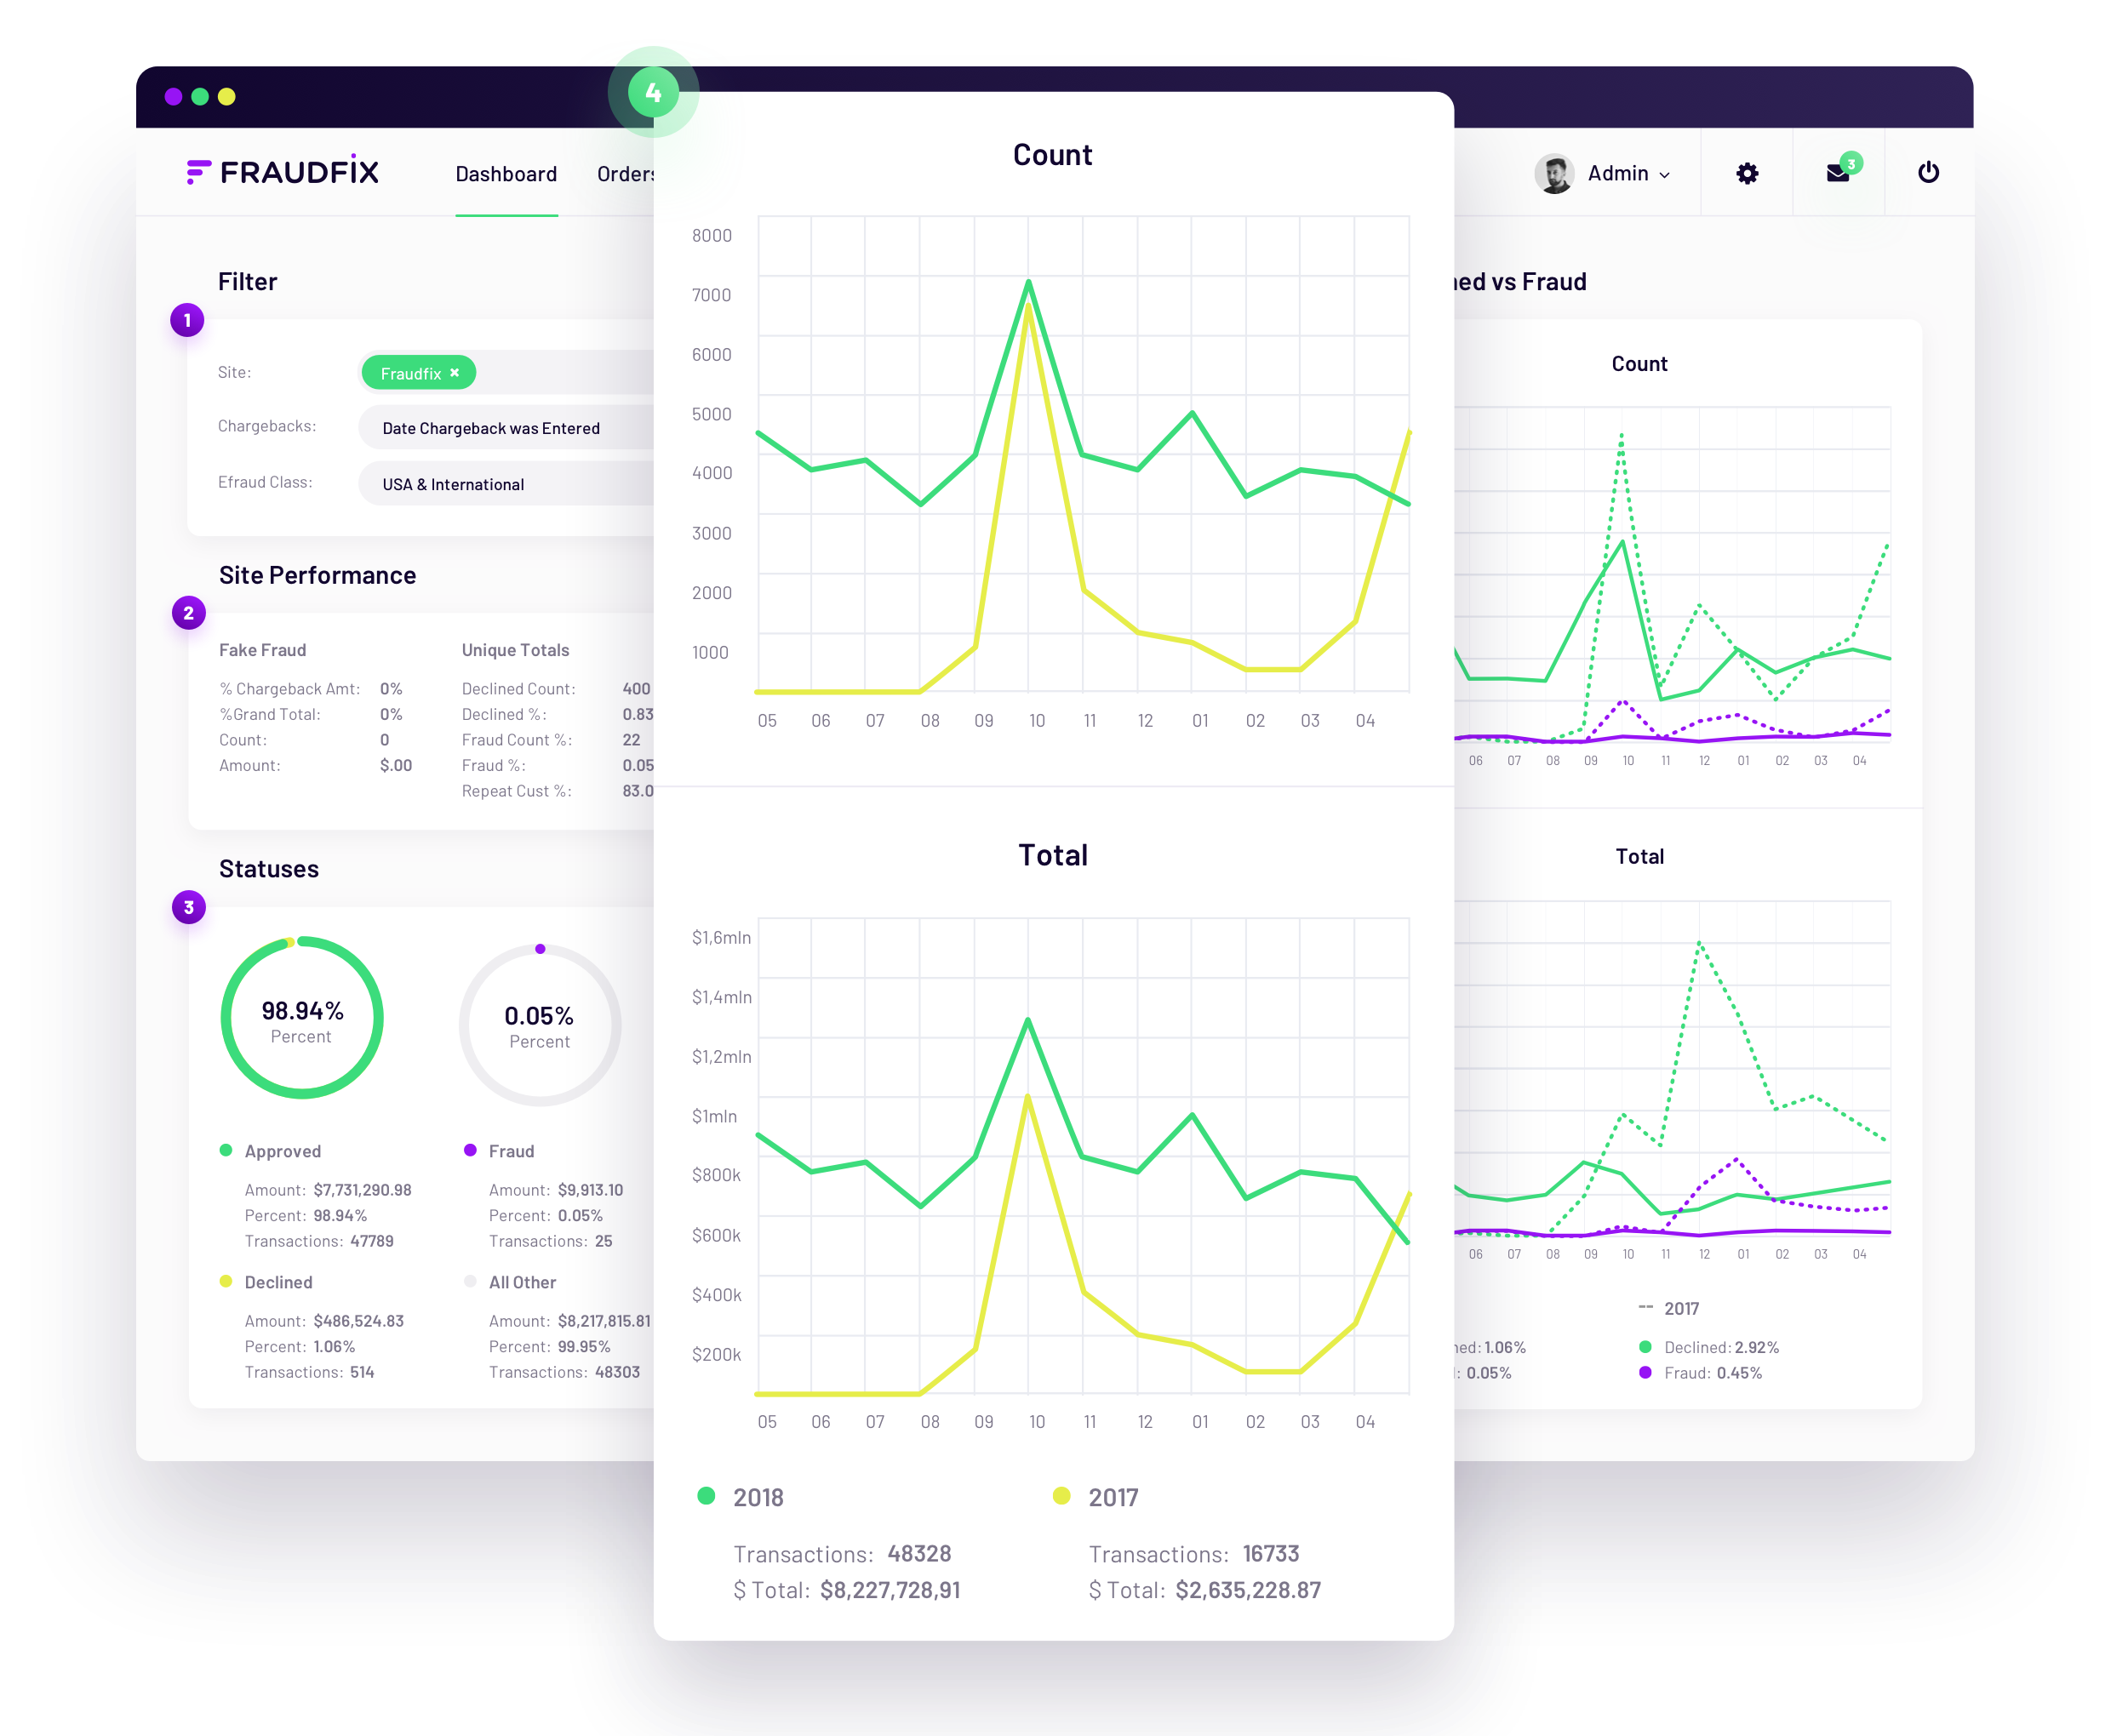 4
FRAUDFIX
Dashboard
Orders
Admin
3
Filter
1
Site:
Fraudfix ×
Chargebacks:
Date Chargeback was Entered
Efraud Class:
USA & International
Site Performance
2
Fake Fraud
% Chargeback Amt: 0%
%Grand Total: 0%
Count: 0
Amount: $.00
Unique Totals
Declined Count: 400
Declined %: 0.83
Fraud Count %: 22
Fraud %: 0.05
Repeat Cust %: 83.0
Statuses
3
98.94%
Percent
0.05%
Percent
Approved
Amount: $7,731,290.98
Percent: 98.94%
Transactions: 47789
Fraud
Amount: $9,913.10
Percent: 0.05%
Transactions: 25
Declined
Amount: $486,524.83
Percent: 1.06%
Transactions: 514
All Other
Amount: $8,217,815.81
Percent: 99.95%
Transactions: 48303
Count
8000
7000
6000
5000
4000
3000
2000
1000
05 06 07 08 09 10 11 12 01 02 03 04
Total
$1,6mln
$1,4mln
$1,2mln
$1mln
$800k
$600k
$400k
$200k
05 06 07 08 09 10 11 12 01 02 03 04
2018
Transactions: 48328
$ Total: $8,227,728,91
2017
Transactions: 16733
$ Total: $2,635,228.87
ned vs Fraud
Count
06 07 08 09 10 11 12 01 02 03 04
Total
06 07 08 09 10 11 12 01 02 03 04
ned: 1.06%
: 0.05%
-- 2017
Declined: 2.92%
Fraud: 0.45%